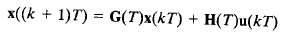 x((k + 1)T) = G(T)x(kT) + H(T)u(kT)